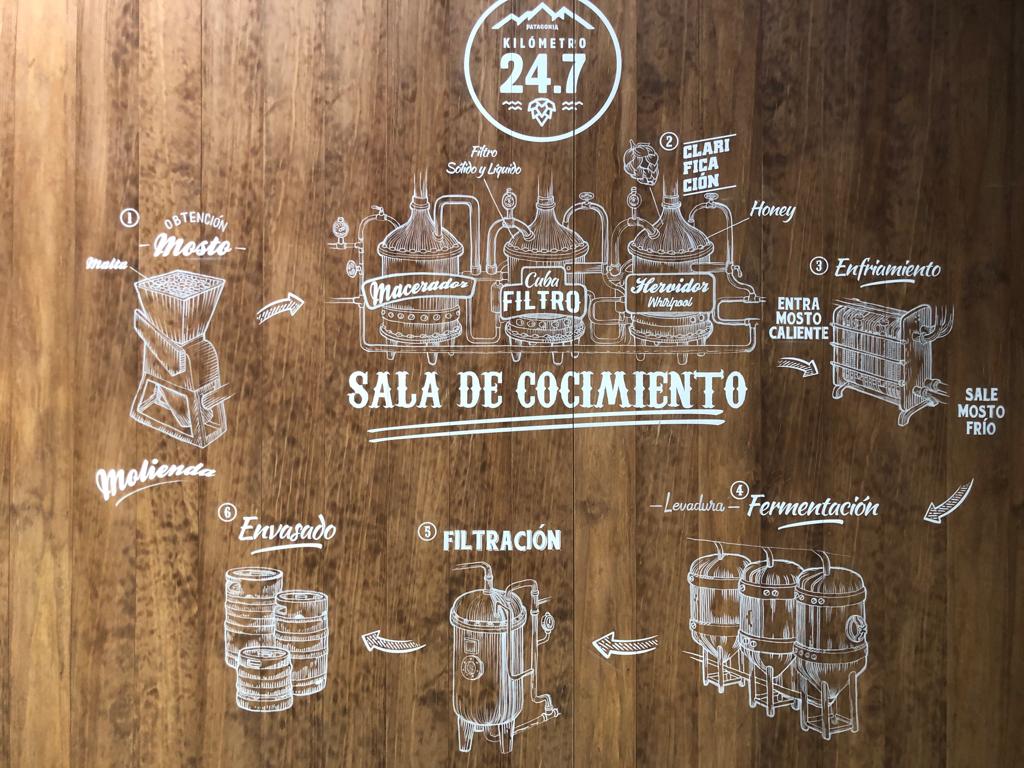 PATAGONIA
KILÓMETRO
24.7
Filtro
Sólido y Líquido
2
CLARI
FICA
CIÓN
Honey
1
OBTENCIÓN
Mosto
Malta
Macerador
Cuba
FILTRO
Hervidor
Whirlpool
3 Enfriamiento
ENTRA
MOSTO
CALIENTE
SALA DE COCIMIENTO
SALE
MOSTO
FRÍO
Molienda
4
Levadura - Fermentación
5 FILTRACIÓN
6 Envasado